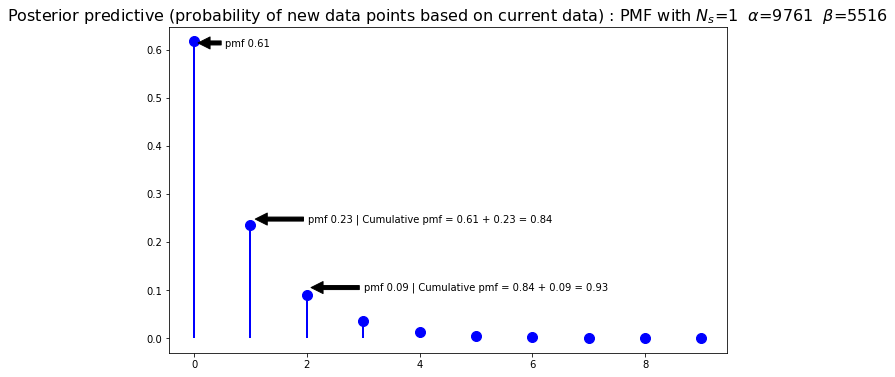 Posterior predictive (probability of new data points based on current data) : PMF with Nₛ=1 α=9761 β=5516
0.6
pmf 0.61
0.5
0.4
0.3
pmf 0.23 | Cumulative pmf = 0.61 + 0.23 = 0.84
0.2
pmf 0.09 | Cumulative pmf = 0.84 + 0.09 = 0.93
0.1
0.0
0 2 4 6 8